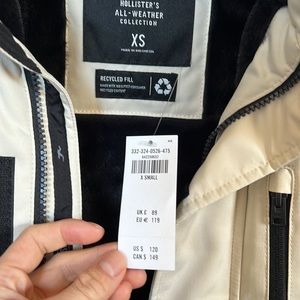 HOLLISTER'S
ALL-WEATHER
COLLECTION
XS
RECYCLED FILL
332-324-0526-475
X SMALL
UK £ 89
EU € 119
US $ 120
CAN $ 149